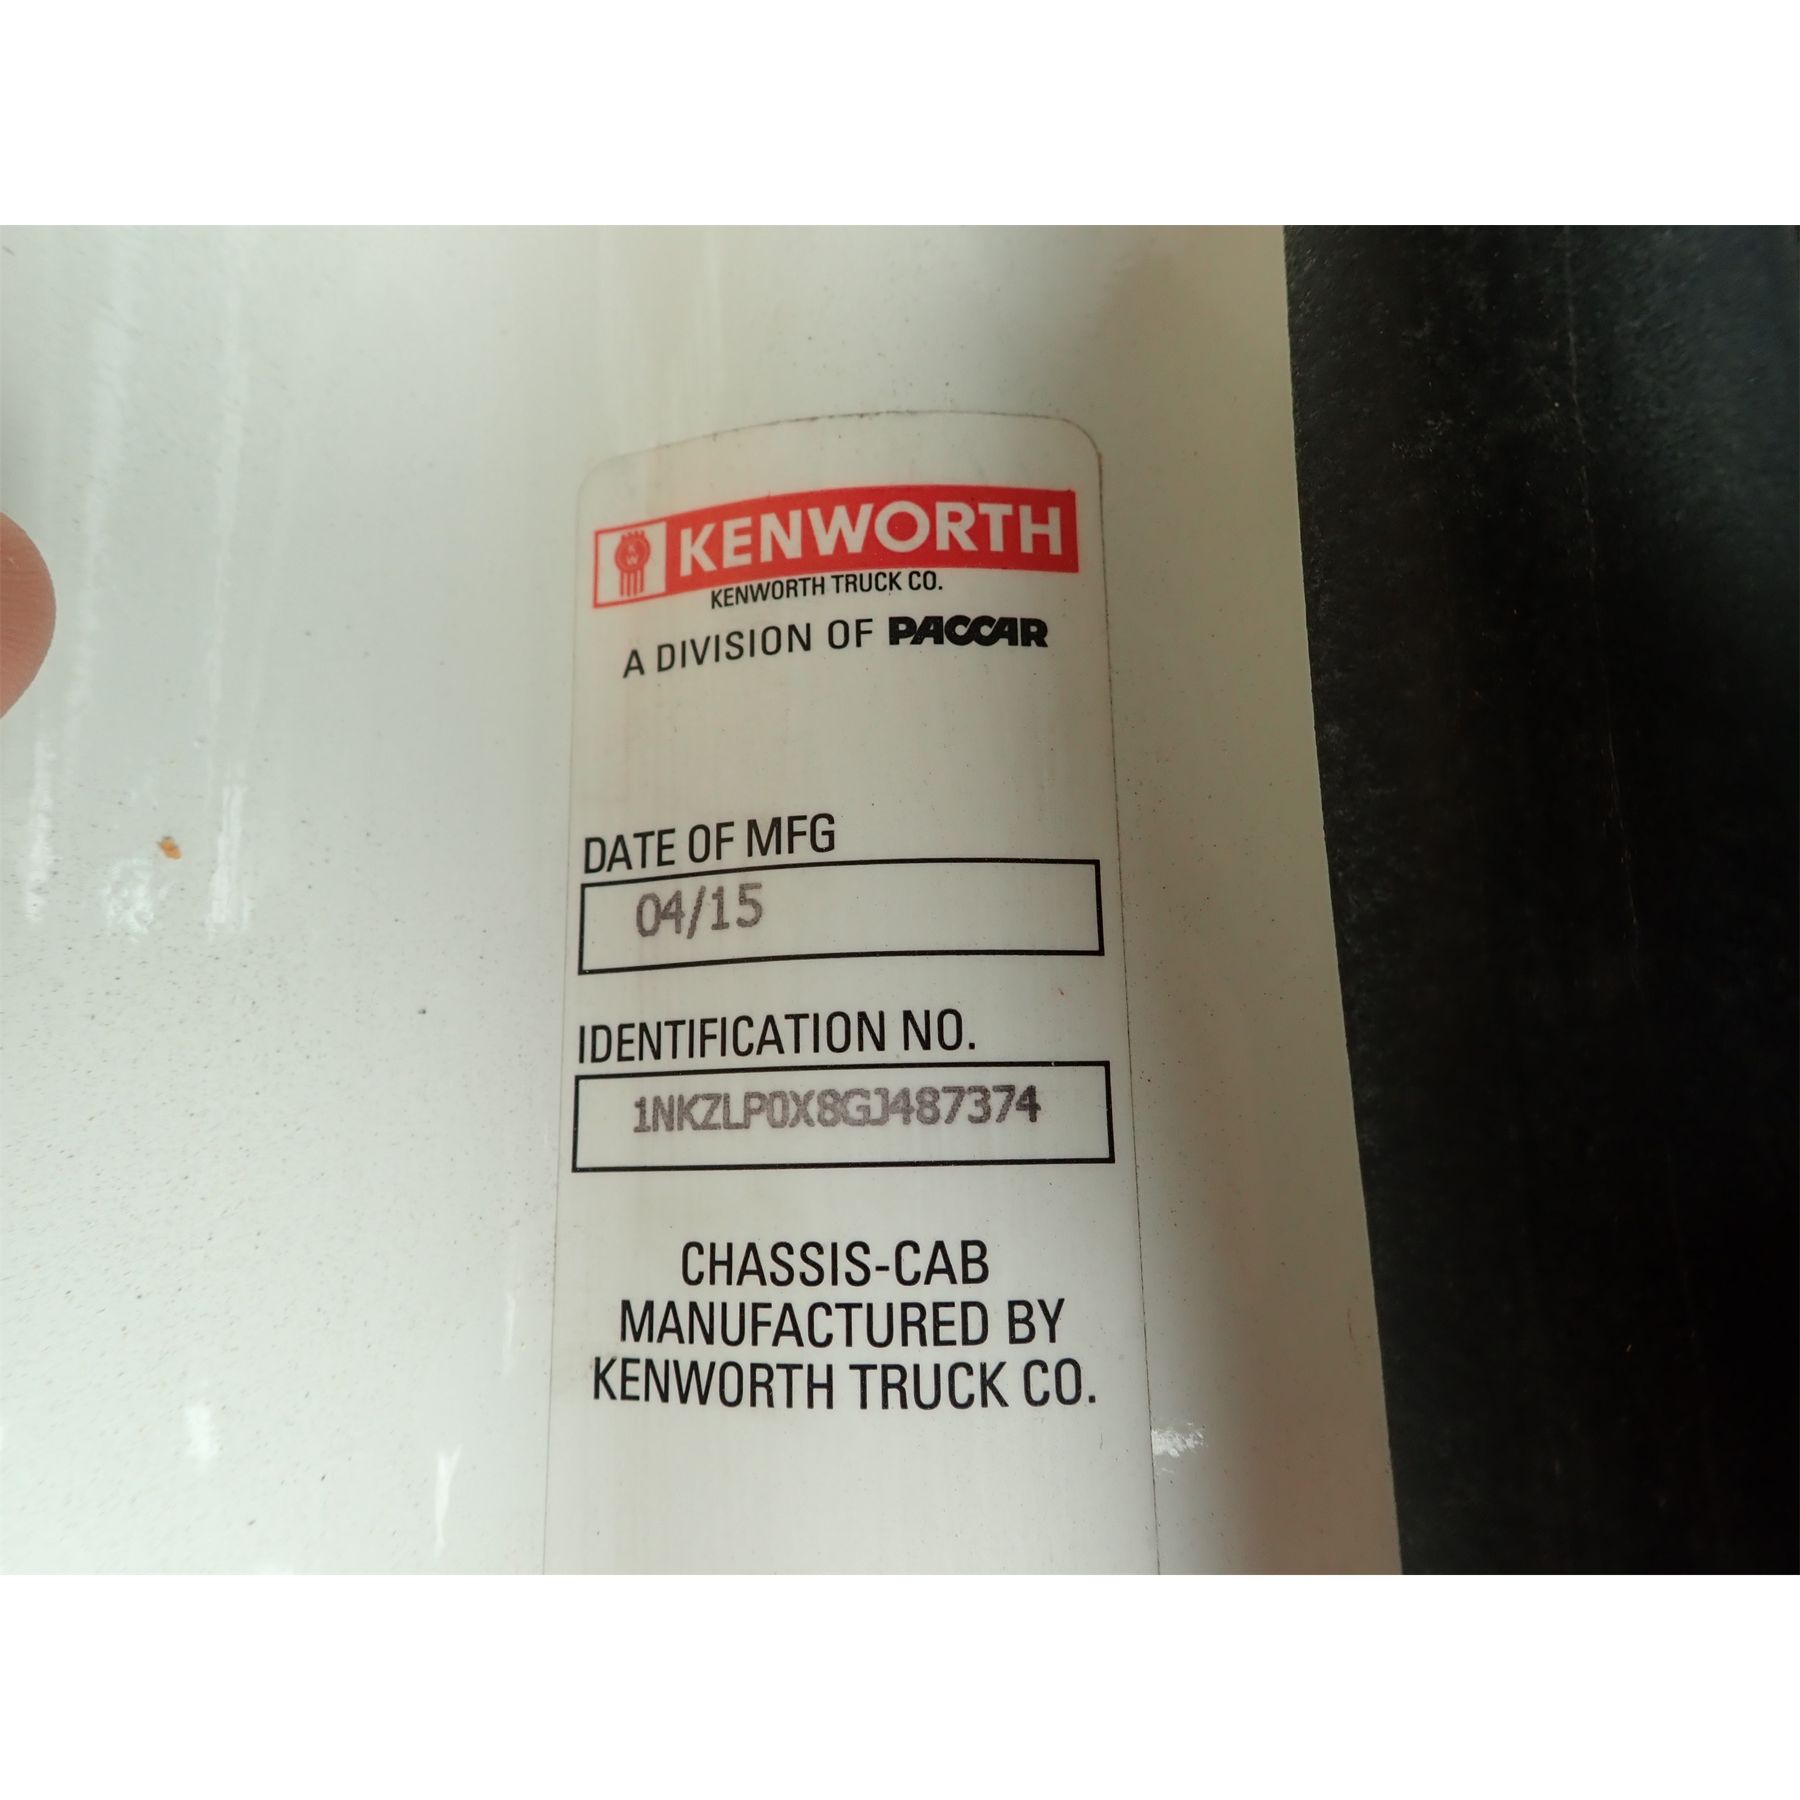 KENWORTH
KENWORTH TRUCK CO.
A DIVISION OF PACCAR
DATE OF MFG
04/15
IDENTIFICATION NO.
1NKZLP0X8GJ487374
CHASSIS-CAB
MANUFACTURED BY
KENWORTH TRUCK CO.